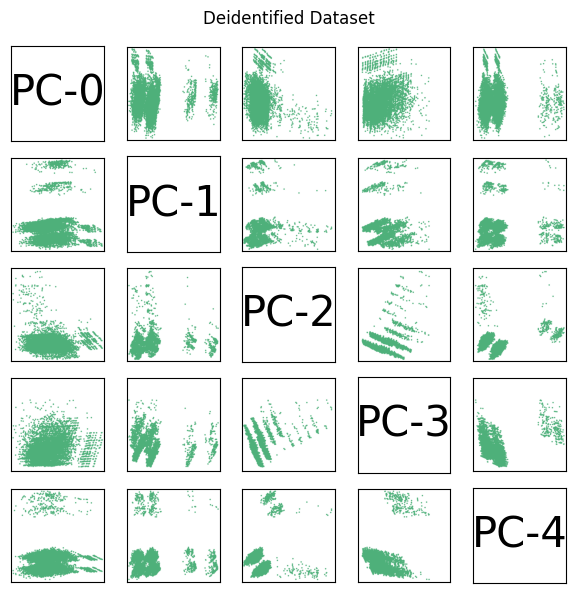 Deidentified Dataset
PC-0
PC-1
PC-2
PC-3
PC-4